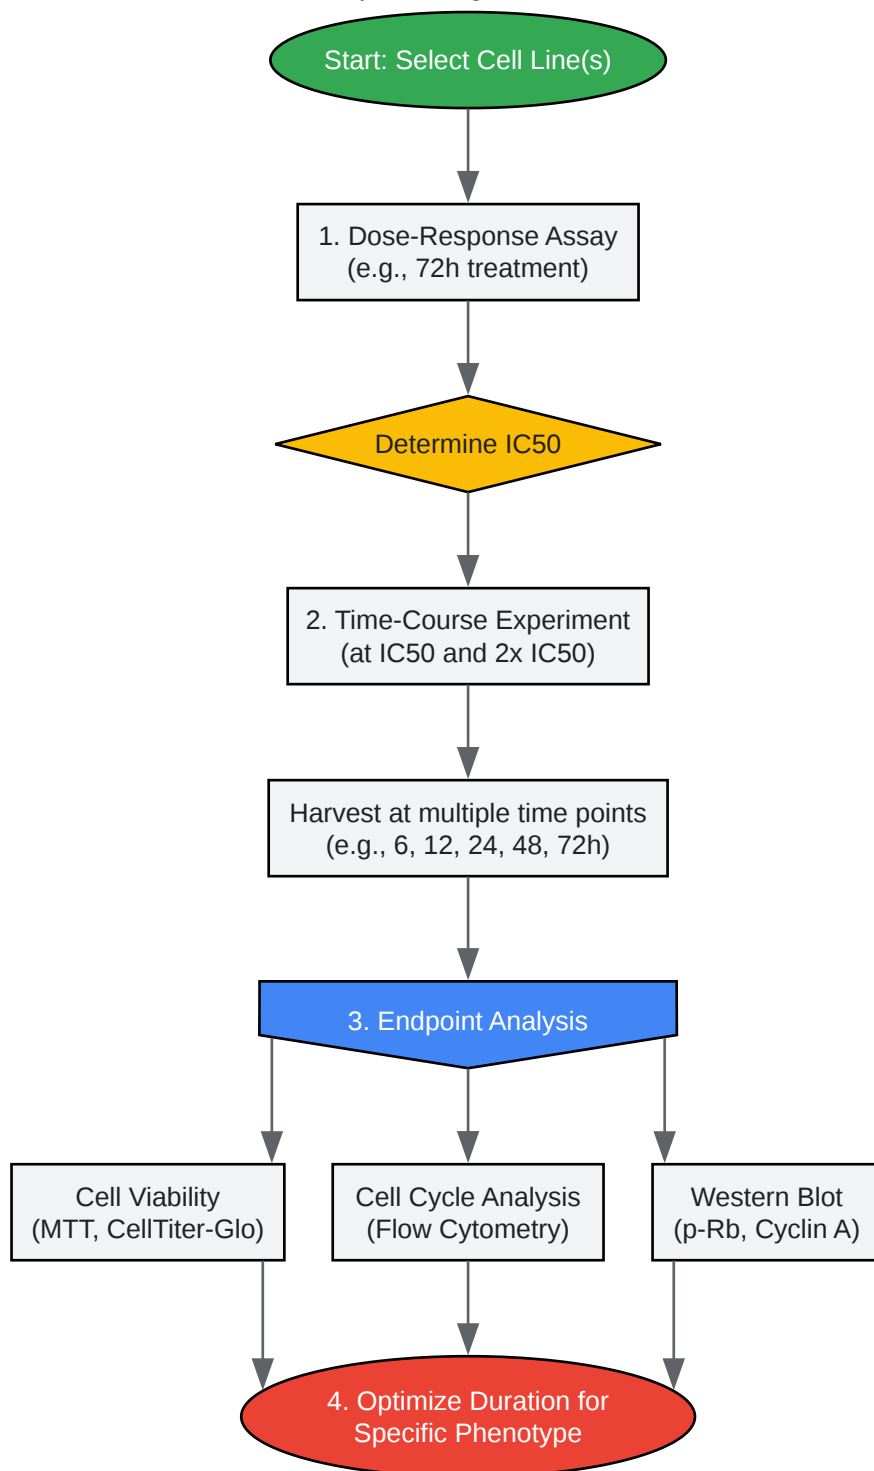 Start: Select Cell Line(s)
1. Dose-Response Assay
(e.g., 72h treatment)
Determine IC50
2. Time-Course Experiment
(at IC50 and 2x IC50)
Harvest at multiple time points
(e.g., 6, 12, 24, 48, 72h)
3. Endpoint Analysis
Cell Viability
(MTT, CellTiter-Glo)
Cell Cycle Analysis
(Flow Cytometry)
Western Blot
(p-Rb, Cyclin A)
4. Optimize Duration for
Specific Phenotype